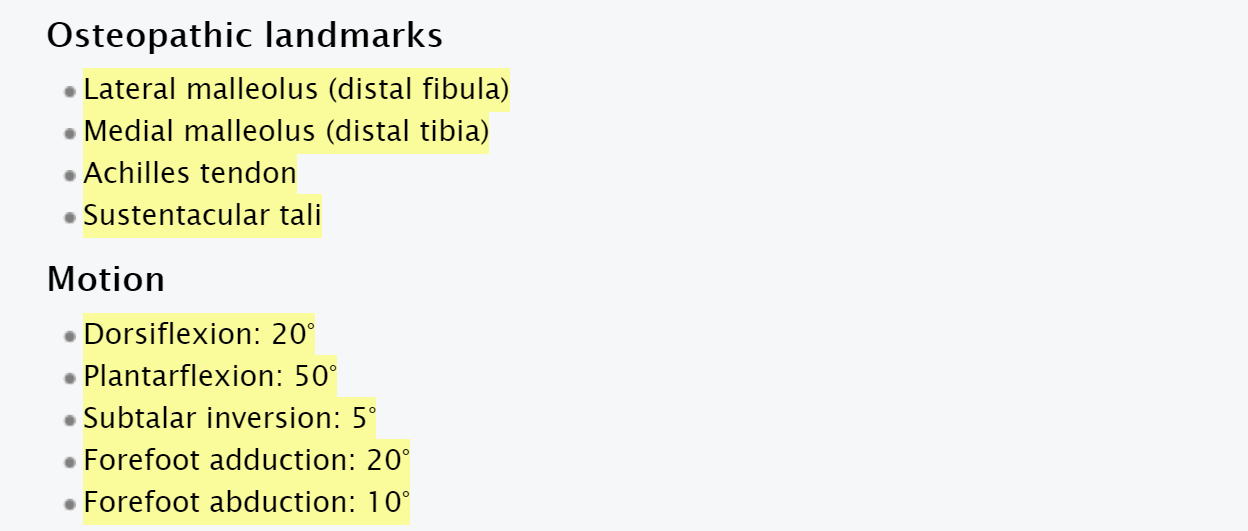 Osteopathic landmarks
Lateral malleolus (distal fibula)
Medial malleolus (distal tibia)
Achilles tendon
Sustentacular tali
Motion
Dorsiflexion: 20°
Plantarflexion: 50°
Subtalar inversion: 5°
Forefoot adduction: 20°
Forefoot abduction: 10°